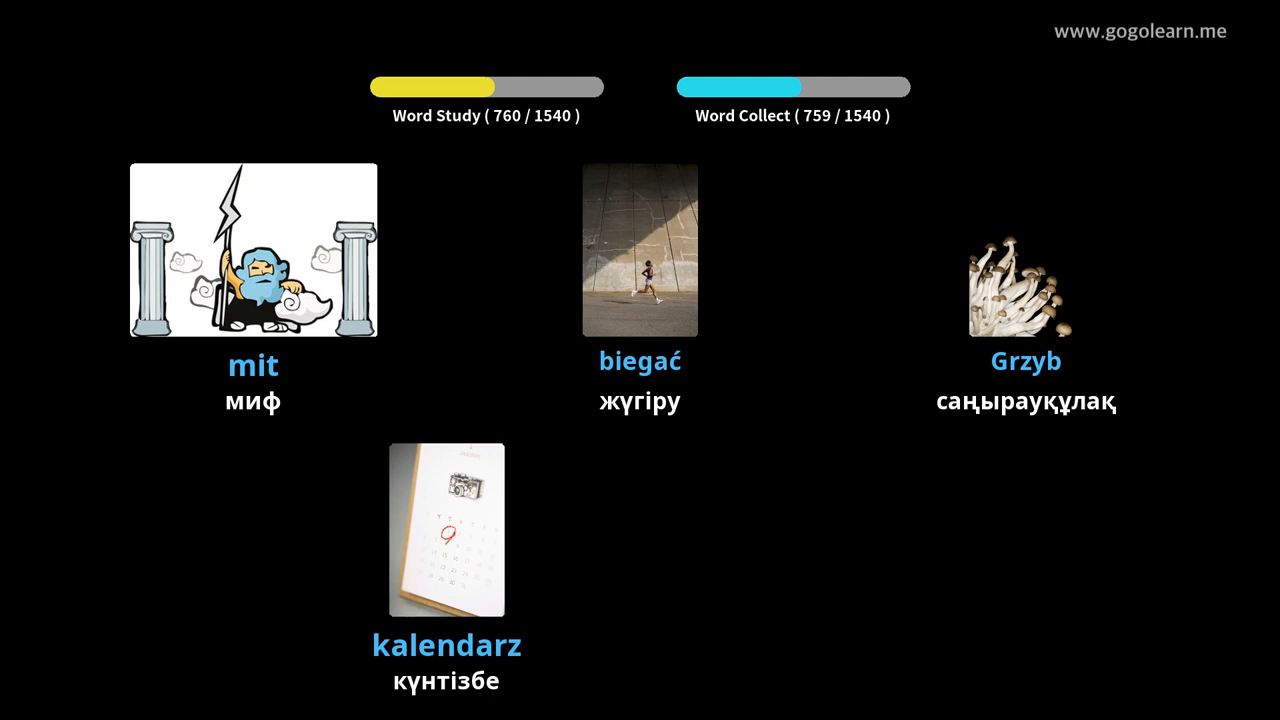 www.gogolearn.me
Word Study ( 760 / 1540 )
Word Collect ( 759 / 1540 )
mit
миф
biegać
жүгіру
Grzyb
саңырауқұлақ
kalendarz
күнтізбе